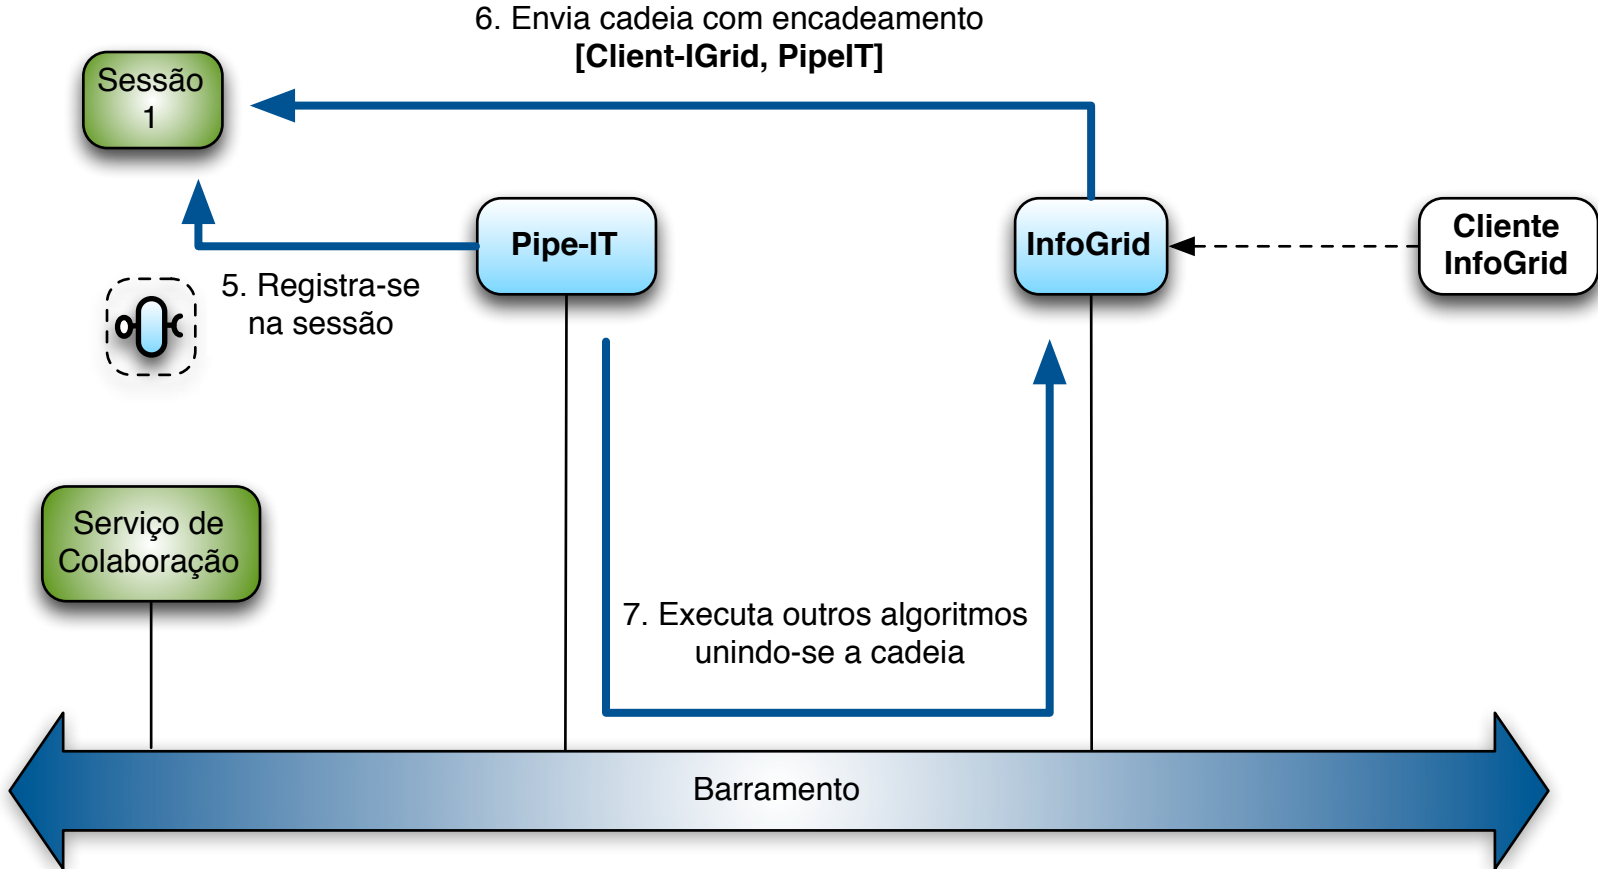 6. Envia cadeia com encadeamento
[Client-IGrid, PipeIT]
Sessão
1
Pipe-IT
InfoGrid
Cliente
InfoGrid
5. Registra-se
na sessão
Serviço de
Colaboração
7. Executa outros algoritmos
unindo-se a cadeia
Barramento